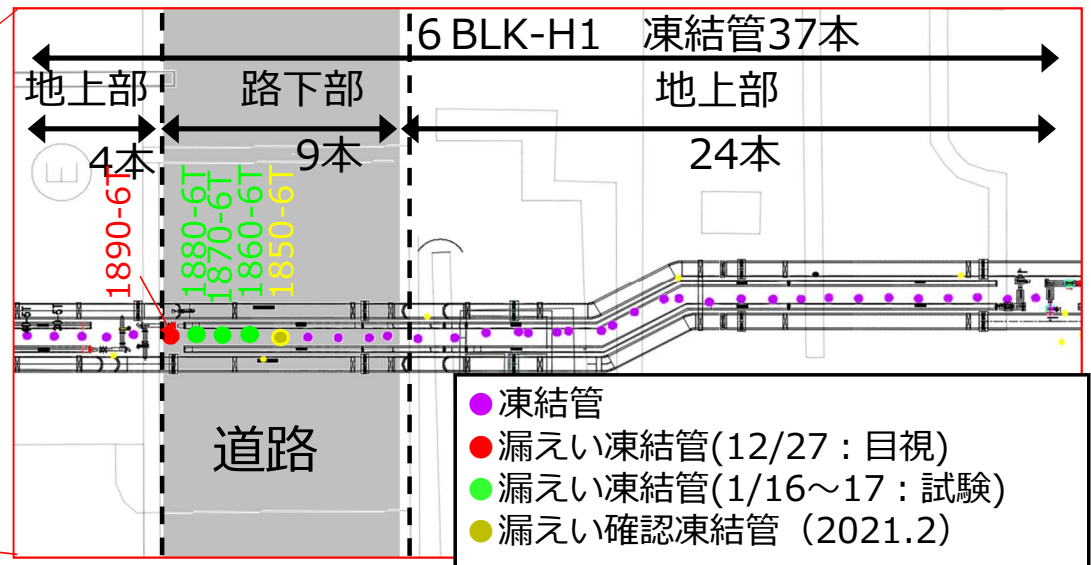 6 BLK-H1 凍結管37本
地上部
路下部
地上部
4本
9本
24本
E
1890-6T
1880-6T
1870-6T
1860-6T
1850-6T
道路
凍結管
漏えい凍結管(12/27：目視)
漏えい凍結管(1/16～17：試験)
漏えい確認凍結管（2021.2）